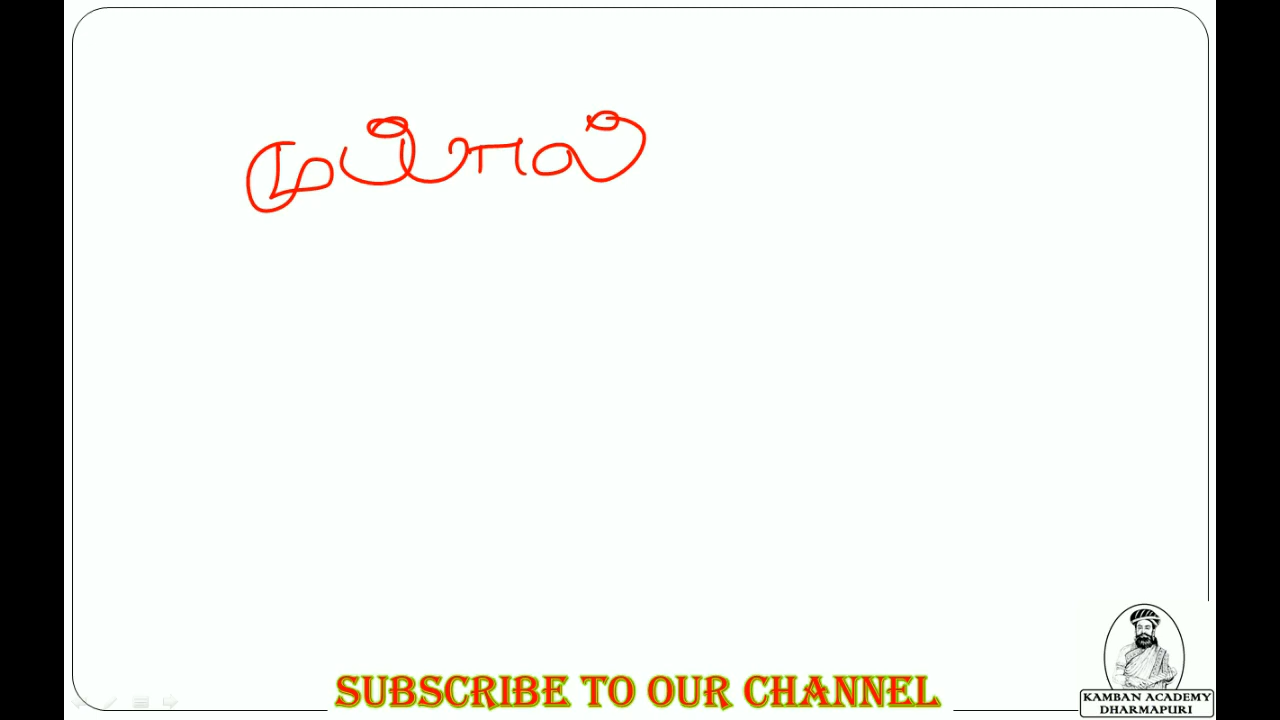 முப்பால்
SUBSCRIBE TO OUR CHANNEL
KAMBAN ACADEMY
DHARMAPURI